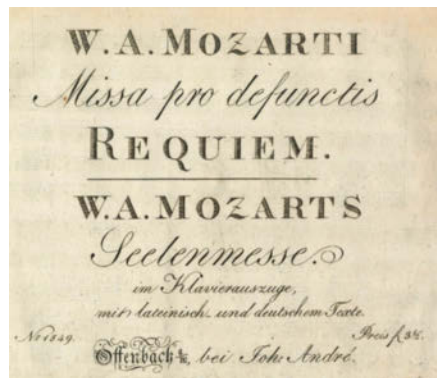 W. A. MOZARTI
Missa pro defunctis
REQUIEM.
W. A. MOZARTS
Seelenmesse.
im Klavierauszuge,
mit lateinisch. und deutschem Texte.
No 1849. Preis f
Offenbach a/m, bei Joh: André.